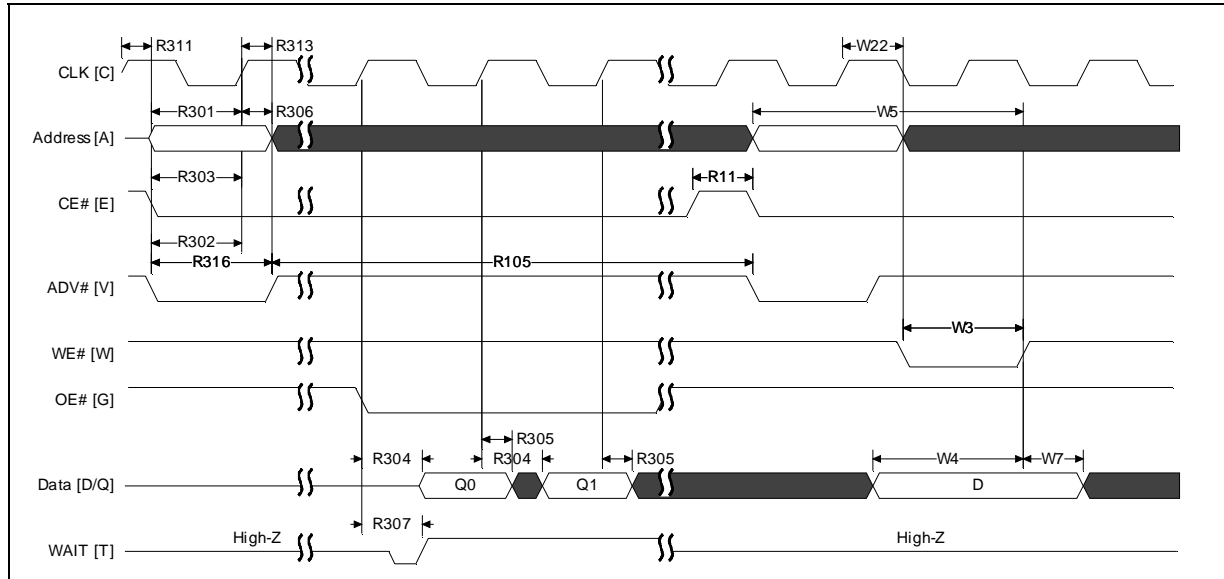 R311 R313 W22
CLK [C]
R301 R306 W5
Address [A]
R303 R11
CE# [E]
R302
R316 R105
ADV# [V]
W3
WE# [W]
OE# [G]
R305
R304 R304 R305 W4 W7
Data [D/Q] Q0 Q1 D
R307
High-Z High-Z
WAIT [T]